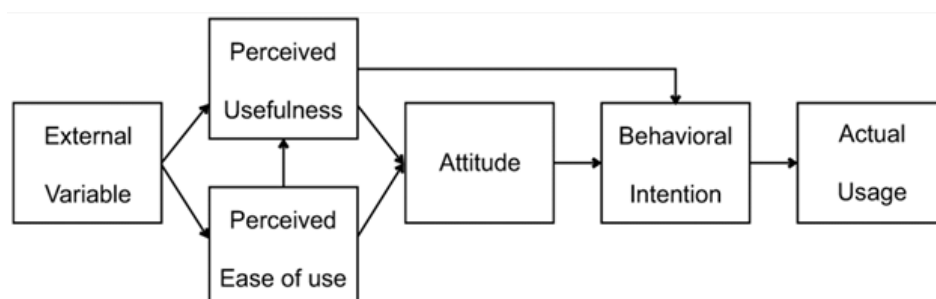 External
Variable
Perceived
Usefulness
Perceived
Ease of use
Attitude
Behavioral
Intention
Actual
Usage